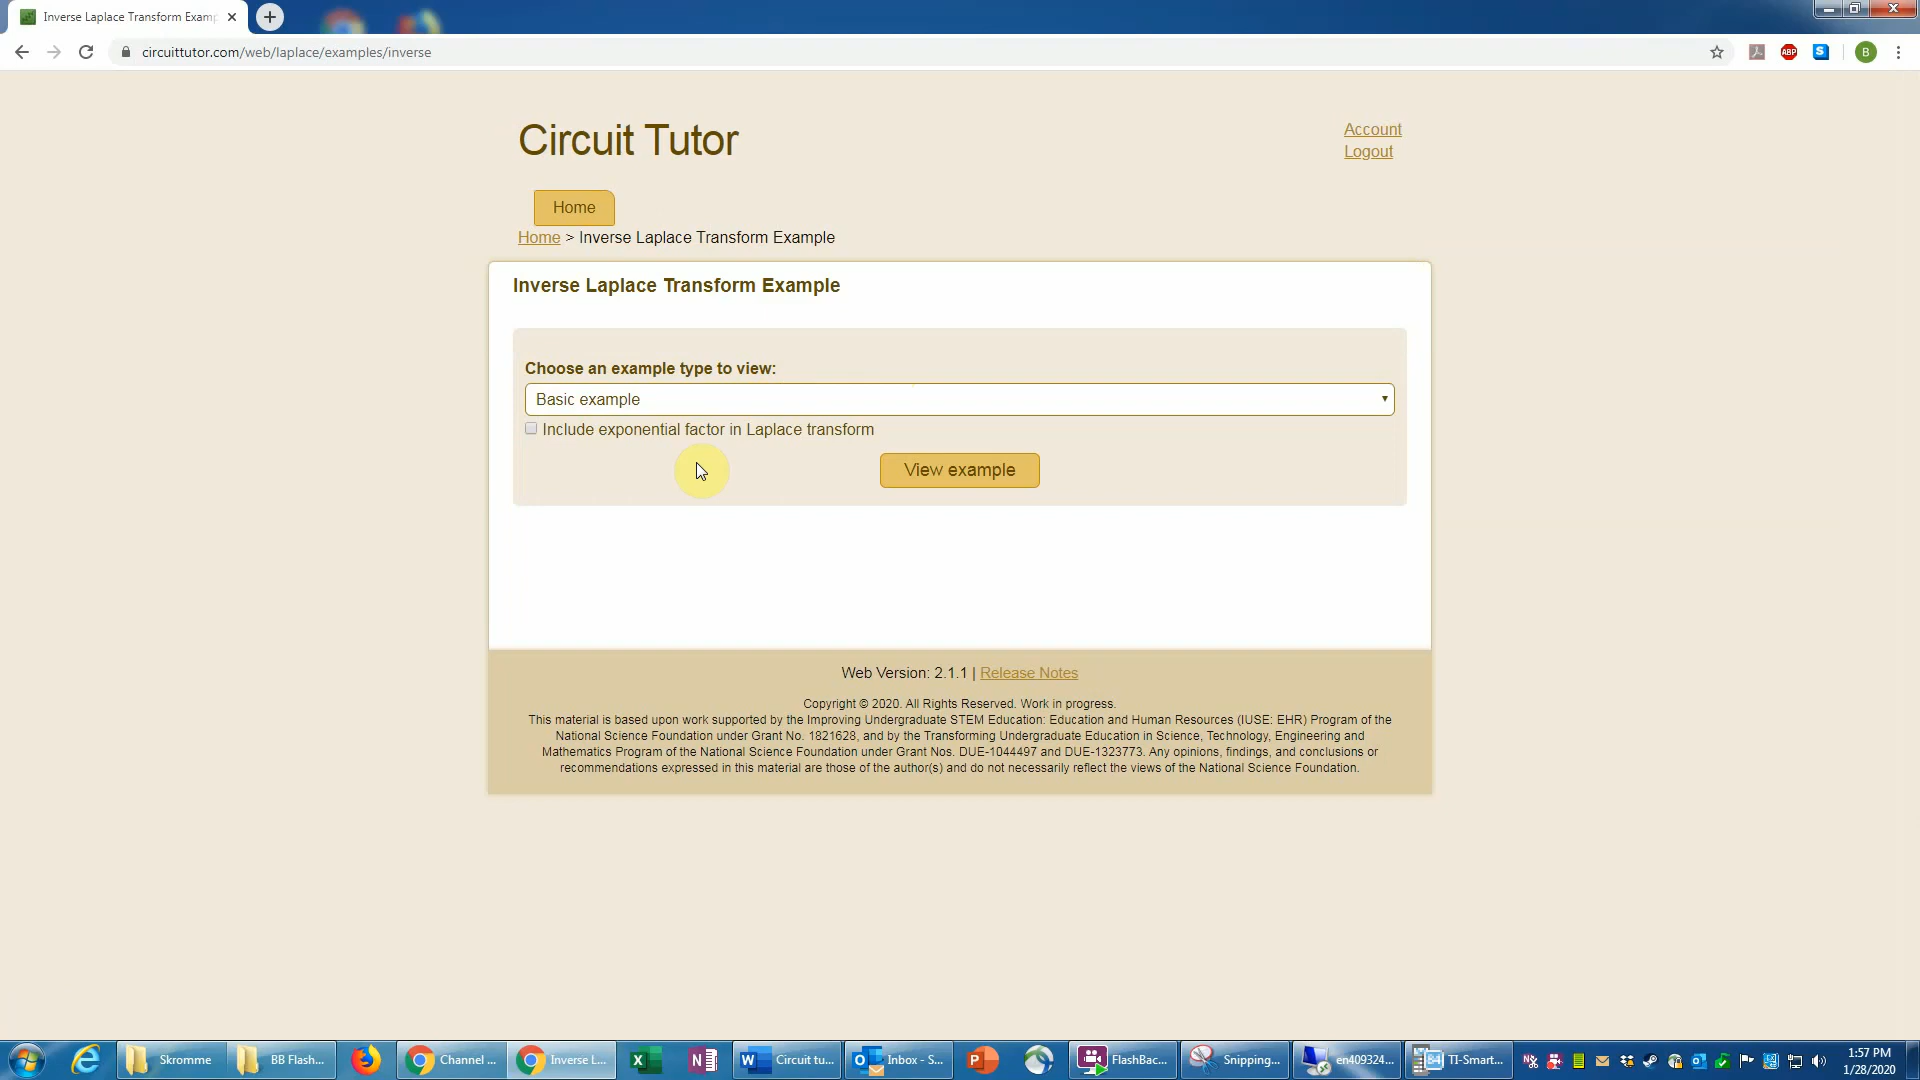 Inverse Laplace Transform Examp
circuittutor.com/web/laplace/examples/inverse
ABP
S
B
Circuit Tutor
Account
Logout
Home
Home > Inverse Laplace Transform Example
Inverse Laplace Transform Example
Choose an example type to view:
Basic example
Include exponential factor in Laplace transform
View example
Web Version: 2.1.1 | Release Notes
Copyright © 2020. All Rights Reserved. Work in progress.
This material is based upon work supported by the Improving Undergraduate STEM Education: Education and Human Resources (IUSE: EHR) Program of the
National Science Foundation under Grant No. 1821628, and by the Transforming Undergraduate Education in Science, Technology, Engineering and
Mathematics Program of the National Science Foundation under Grant Nos. DUE-1044497 and DUE-1323773. Any opinions, findings, and conclusions or
recommendations expressed in this material are those of the author(s) and do not necessarily reflect the views of the National Science Foundation.
Skromme
BB Flash...
Channel ...
Inverse L...
Circuit tu...
Inbox - S...
FlashBac...
Snipping...
en409324...
TI-Smart...
1:57 PM
1/28/2020